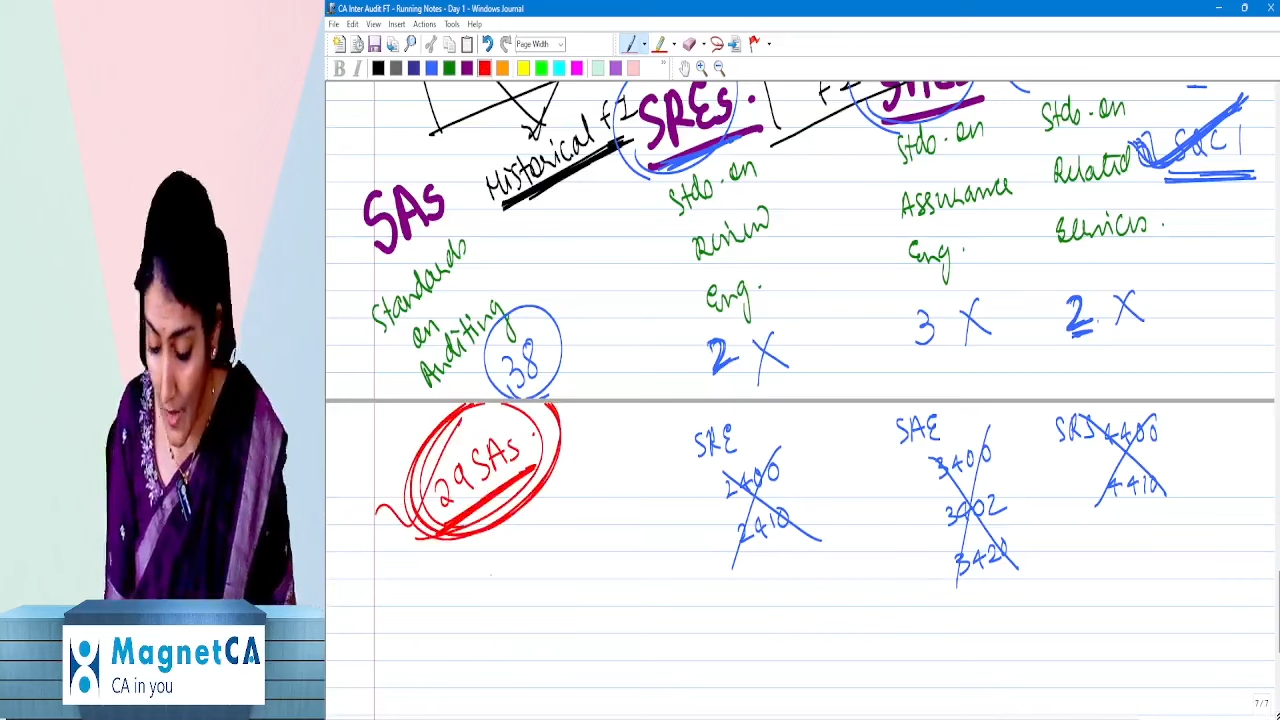 CA Inter Audit FT - Running Notes - Day 1 - Windows Journal
File Edit View Insert Actions Tools Help
Page Width
B I
Historical FI
SREs.
Stds. on
Review
Eng.
2 X
SAs
Standards
on
Auditing
38
Stds. on
Assurance
Eng.
3 X
Stds. on
Related
Services.
2. X
SQC 1
29 SAs.
SRE
2400
2410
SAE
3400
3402
3420
SRS 4400
4410
MagnetCA
CA in you
7/7